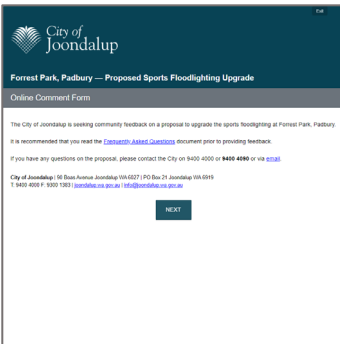 Exit
City of
Joondalup
Forrest Park, Padbury — Proposed Sports Floodlighting Upgrade
Online Comment Form
The City of Joondalup is seeking community feedback on a proposal to upgrade the sports floodlighting at Forrest Park, Padbury.
It is recommended that you read the Frequently Asked Questions document prior to providing feedback.
If you have any questions on the proposal, please contact the City on 9400 4000 or 9400 4090 or via email.
City of Joondalup | 90 Boas Avenue Joondalup WA 6027 | PO Box 21 Joondalup WA 6919
T: 9400 4000 F: 9300 1383 | joondalup.wa.gov.au | info@joondalup.wa.gov.au
NEXT